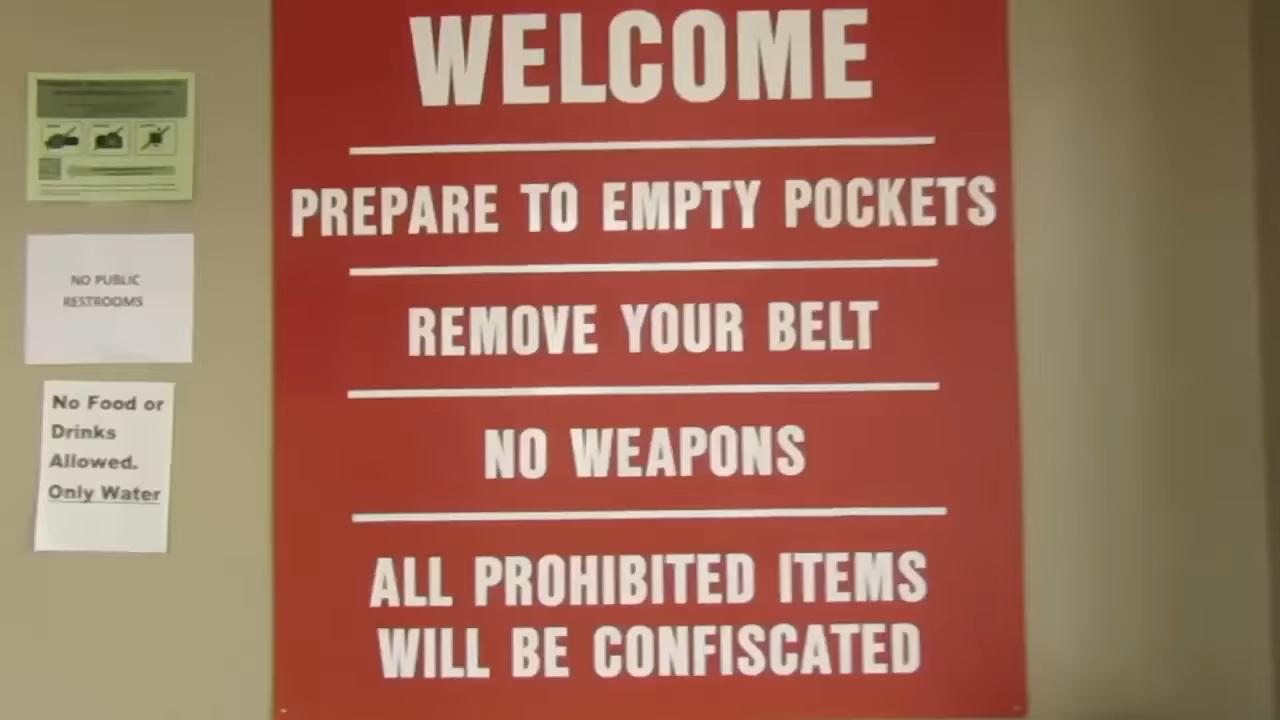 WELCOME
PREPARE TO EMPTY POCKETS
REMOVE YOUR BELT
NO WEAPONS
ALL PROHIBITED ITEMS
WILL BE CONFISCATED
NO PUBLIC
RESTROOMS
No Food or
Drinks
Allowed.
Only Water